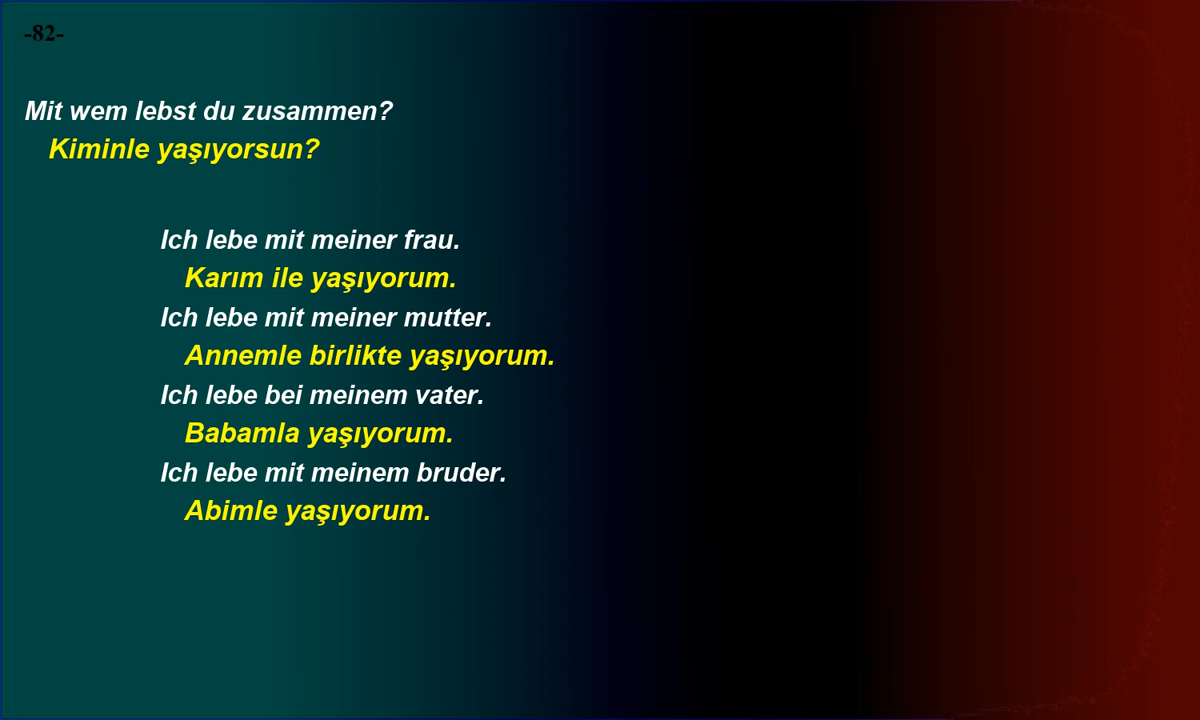 -82-
Mit wem lebst du zusammen?
Kiminle yaşıyorsun?
Ich lebe mit meiner frau.
Karım ile yaşıyorum.
Ich lebe mit meiner mutter.
Annemle birlikte yaşıyorum.
Ich lebe bei meinem vater.
Babamla yaşıyorum.
Ich lebe mit meinem bruder.
Abimle yaşıyorum.